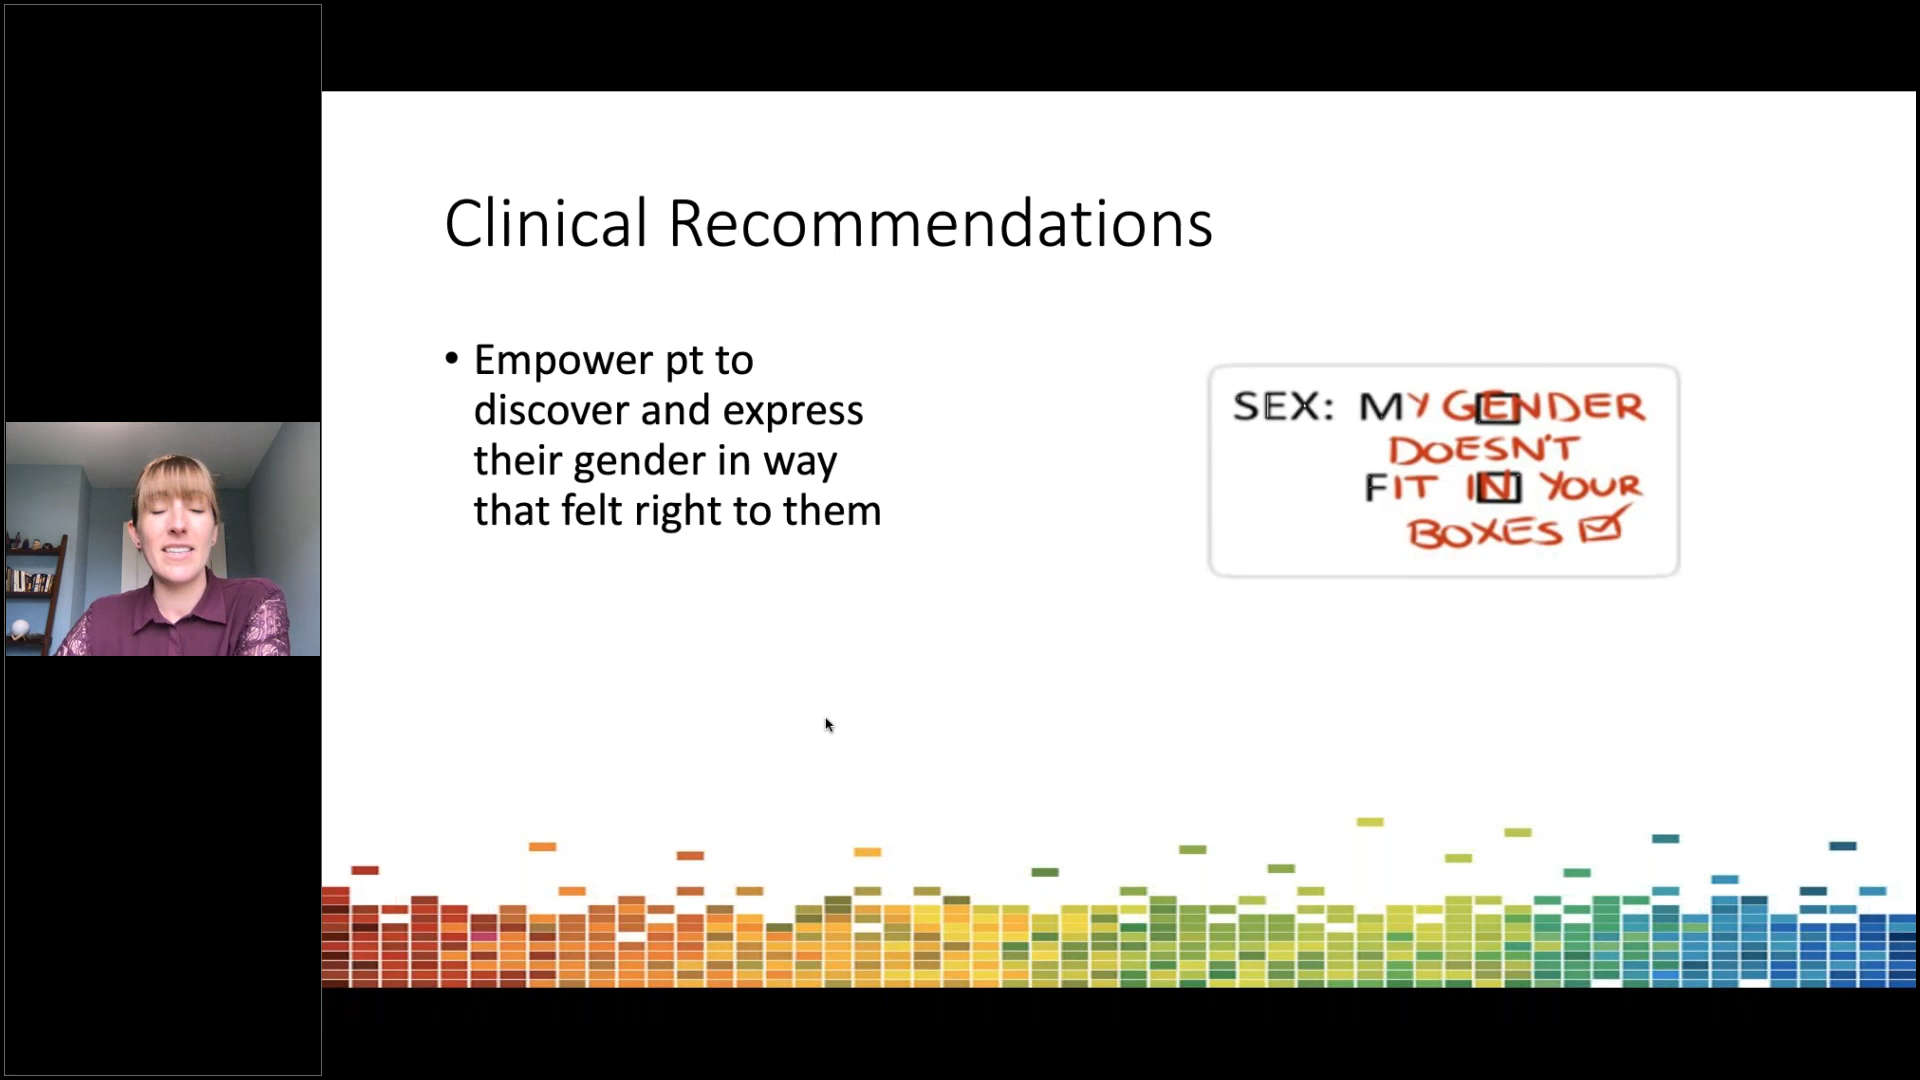 Clinical Recommendations
• Empower pt to
discover and express
their gender in way
that felt right to them
SEX: MY GENDER
DOESN'T
FIT IN YOUR
BOXES